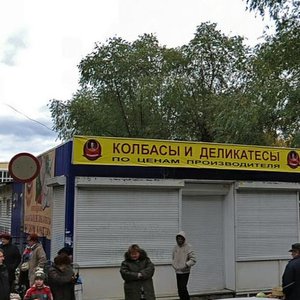 КОЛБАСЫ И ДЕЛИКАТЕСЫ
ПО ЦЕНАМ ПРОИЗВОДИТЕЛЯ